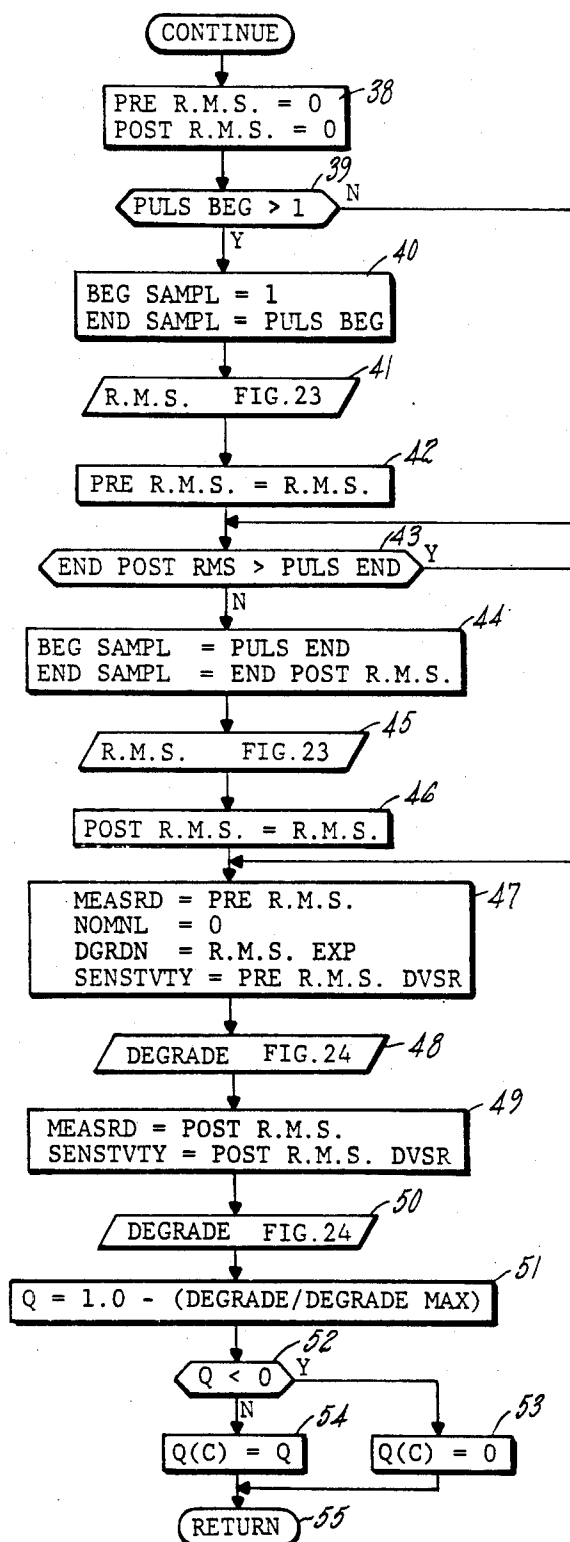 CONTINUE
PRE R.M.S. = 0
POST R.M.S. = 0
38
39
PULS BEG > 1
N
Y
40
BEG SAMPL = 1
END SAMPL = PULS BEG
41
R.M.S. FIG.23
42
PRE R.M.S. = R.M.S.
43
END POST RMS > PULS END
Y
N
44
BEG SAMPL = PULS END
END SAMPL = END POST R.M.S.
45
R.M.S. FIG.23
46
POST R.M.S. = R.M.S.
47
MEASRD = PRE R.M.S.
NOMNL = 0
DGRDN = R.M.S. EXP
SENSTVTY = PRE R.M.S. DVSR
DEGRADE FIG.24
48
49
MEASRD = POST R.M.S.
SENSTVTY = POST R.M.S. DVSR
50
DEGRADE FIG.24
51
Q = 1.0 - (DEGRADE/DEGRADE MAX)
52
Q < 0
Y
N
54
53
Q(C) = Q
Q(C) = 0
RETURN
55